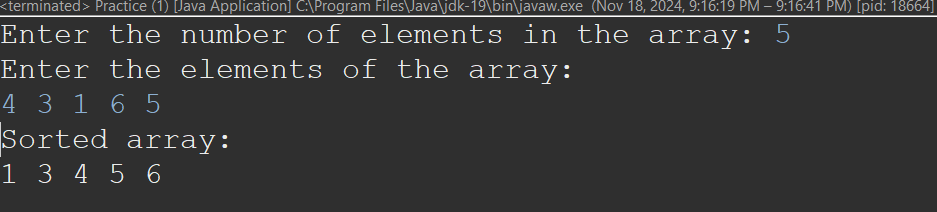 <terminated> Practice (1) [Java Application] C:\Program Files\Java\jdk-19\bin\javaw.exe (Nov 18, 2024, 9:16:19 PM – 9:16:41 PM) [pid: 18664]
Enter the number of elements in the array: 5
Enter the elements of the array:
4 3 1 6 5
Sorted array:
1 3 4 5 6